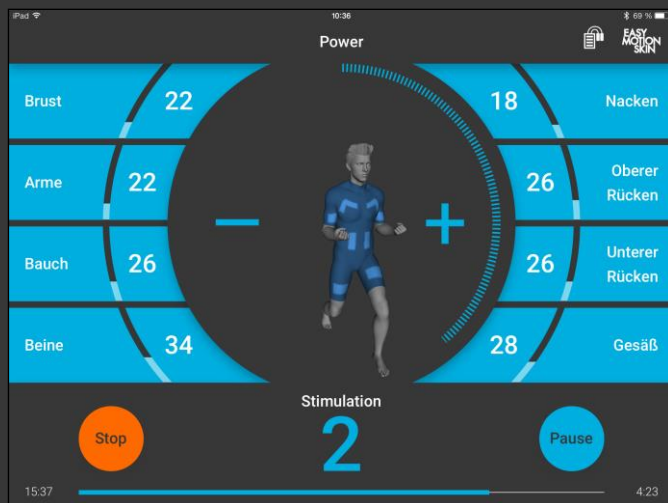 iPad 10:36 69 %
Power
EASY
MOTION
SKIN
Brust 22 18 Nacken
Arme 22 26 Oberer
Rücken
Bauch 26 26 Unterer
Rücken
Beine 34 28 Gesäß
Stimulation
Stop 2 Pause
15:37 4:23